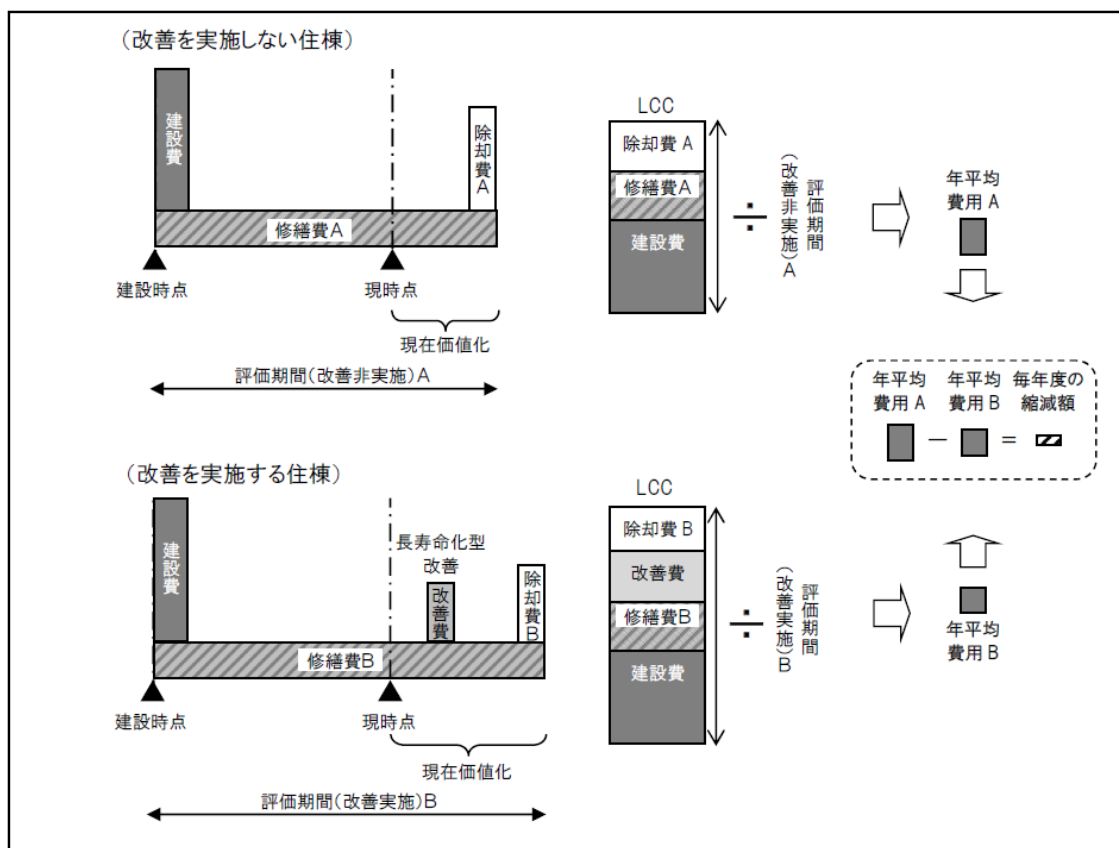 (改善を実施しない住棟)
建設費
除却費A
修繕費A
建設時点
現時点
現在価値化
評価期間(改善非実施)A
LCC
除却費A
修繕費A
建設費
÷
評価期間
(改善非実施)A
年平均
費用A
年平均
費用A
年平均
費用B
毎年度の
縮減額
− =
(改善を実施する住棟)
建設費
長寿命化型
改善
改善費
除却費B
修繕費B
建設時点
現時点
現在価値化
評価期間(改善実施)B
LCC
除却費B
改善費
修繕費B
建設費
÷
評価期間
(改善実施)B
年平均
費用B